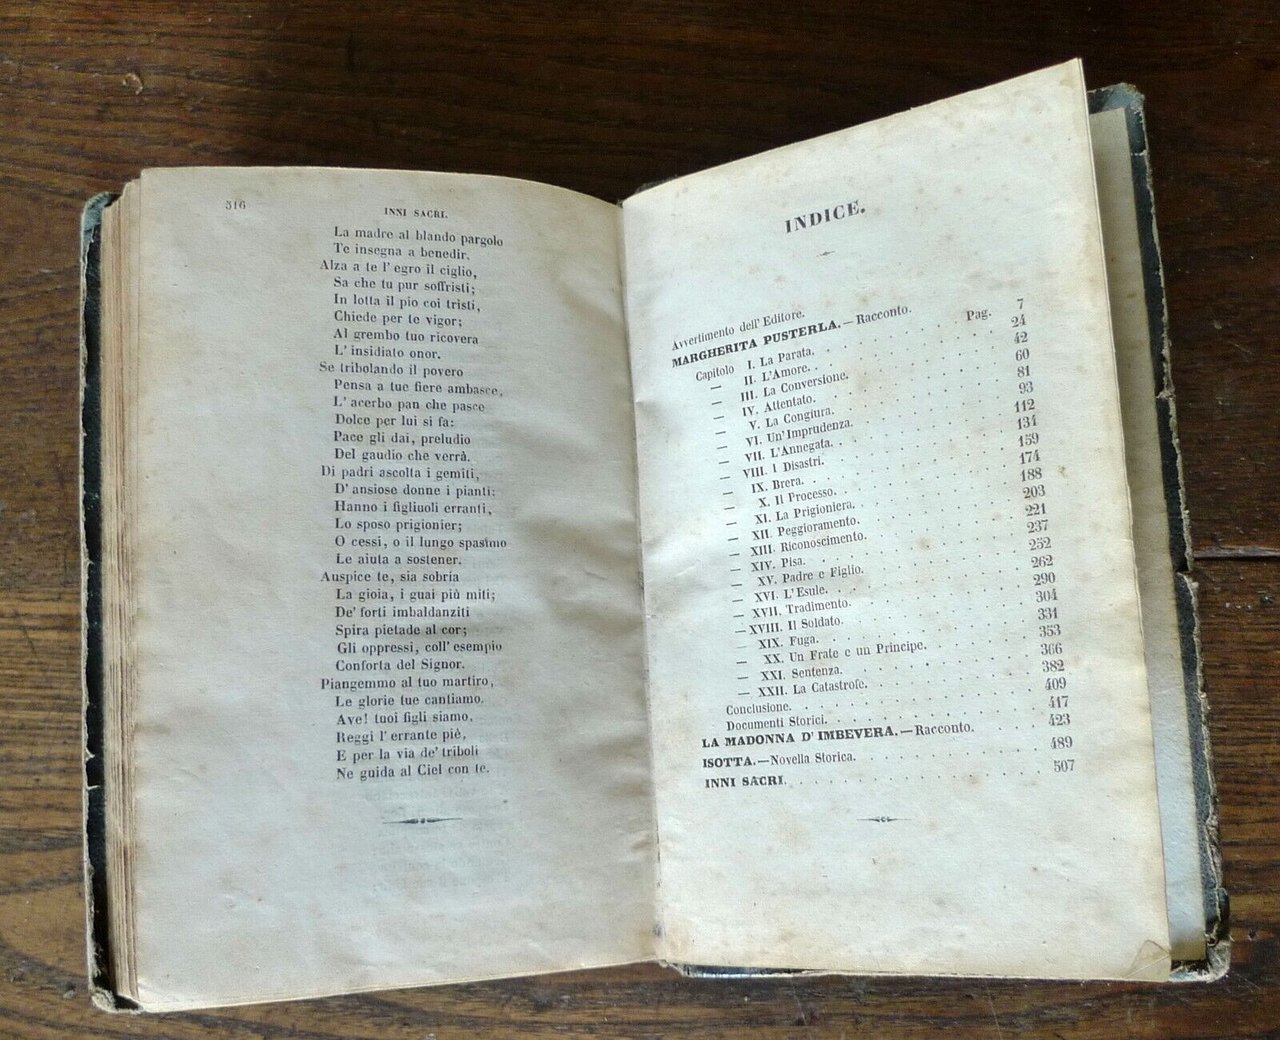 516
INNI SACRI.
La madre al blando pargolo
Te insegna a benedir.
Alza a te l' egro il ciglio,
Sa che tu pur soffristi;
In lotta il pio coi tristi,
Chiede per te vigor;
Al grembo tuo ricovera
L' insidiato onor.
Se tribolando il povero
Pensa a tue fiere ambasce,
L' acerbo pan che pasce
Dolce per lui si fa:
Pace gli dai, preludio
Del gaudio che verrà.
Di padri ascolta i gemiti,
D' ansiose donne i pianti;
Hanno i figliuoli erranti,
Lo sposo prigionier;
O cessi, o il lungo spasimo
Le aiuta a sostener.
Auspice te, sia sobria
La gioia, i guai più miti;
De' forti imbaldanziti
Spira pietade al cor;
Gli oppressi, coll' esempio
Conforta del Signor.
Piangemmo al tuo martiro,
Le glorie tue cantiamo.
Ave! tuoi figli siamo,
Reggi l' errante piè,
E per la via de' triboli
Ne guida al Ciel con te.
INDICE.
Avvertimento dell' Editore.
MARGHERITA PUSTERLA.—Racconto.
Capitolo I. La Parata. Pag. 7
— II. L'Amore. 24
— III. La Conversione. 42
— IV. Attentato. 60
— V. La Congiura. 81
— VI. Un' Imprudenza. 93
— VII. L'Annegata. 112
— VIII. I Disastri. 134
— IX. Brera. 159
— X. Il Processo. 174
— XI. La Prigioniera. 188
— XII. Peggioramento. 203
— XIII. Riconoscimento. 221
— XIV. Pisa. 237
— XV. Padre e Figlio. 252
— XVI. L'Esule. 262
— XVII. Tradimento. 290
— XVIII. Il Soldato. 304
— XIX. Fuga. 331
— XX. Un Frate e un Principe. 353
— XXI. Sentenza. 366
— XXII. La Catastrofe. 382
Conclusione. 409
Documenti Storici. 417
LA MADONNA D' IMBEVERA.—Racconto. 423
ISOTTA.—Novella Storica. 489
INNI SACRI. 507